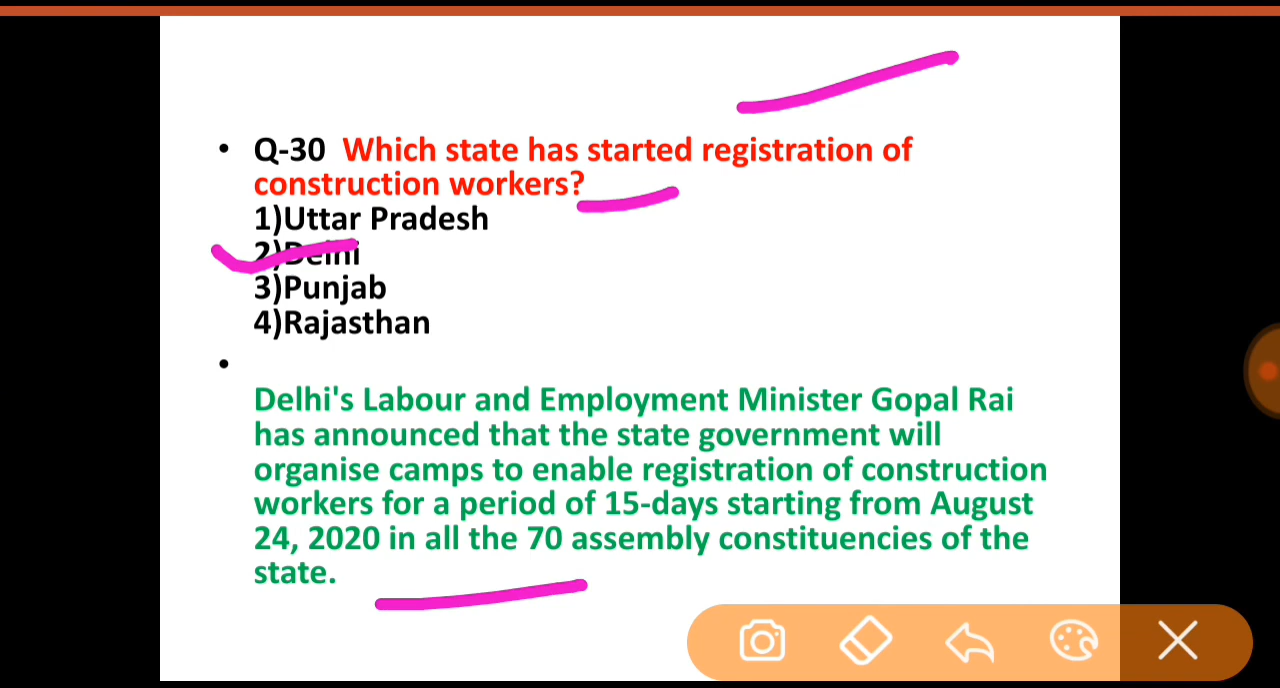 • Q-30 Which state has started registration of
construction workers?
1)Uttar Pradesh
2)Delhi
3)Punjab
4)Rajasthan
•
Delhi's Labour and Employment Minister Gopal Rai
has announced that the state government will
organise camps to enable registration of construction
workers for a period of 15-days starting from August
24, 2020 in all the 70 assembly constituencies of the
state.